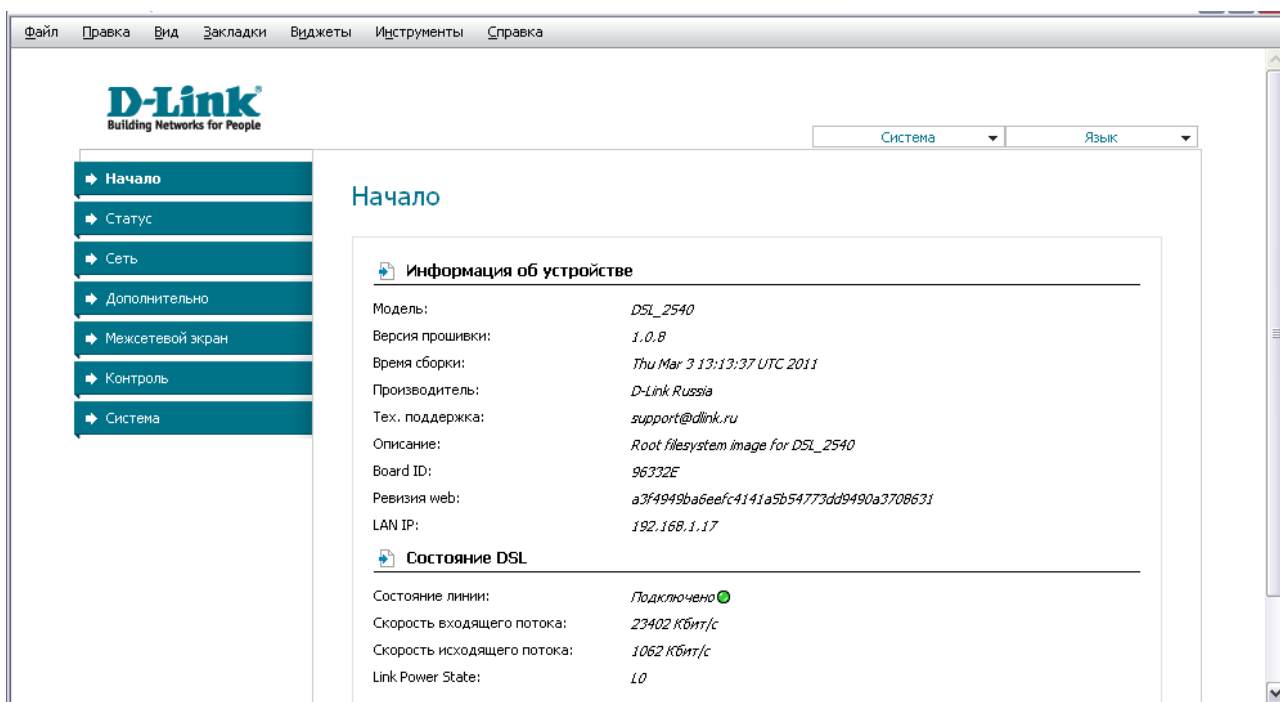 Файл Правка Вид Закладки Виджеты Инструменты Справка
D-Link
Building Networks for People
Система Язык
Начало
Статус
Сеть
Дополнительно
Межсетевой экран
Контроль
Система
Начало
Информация об устройстве
Модель: DSL_2540
Версия прошивки: 1.0.8
Время сборки: Thu Mar 3 13:13:37 UTC 2011
Производитель: D-Link Russia
Тех. поддержка: support@dlink.ru
Описание: Root filesystem image for DSL_2540
Board ID: 96332E
Ревизия web: a3f4949ba6eefc4141a5b54773dd9490a3708631
LAN IP: 192.168.1.17
Состояние DSL
Состояние линии: Подключено
Скорость входящего потока: 23402 Кбит/с
Скорость исходящего потока: 1062 Кбит/с
Link Power State: L0